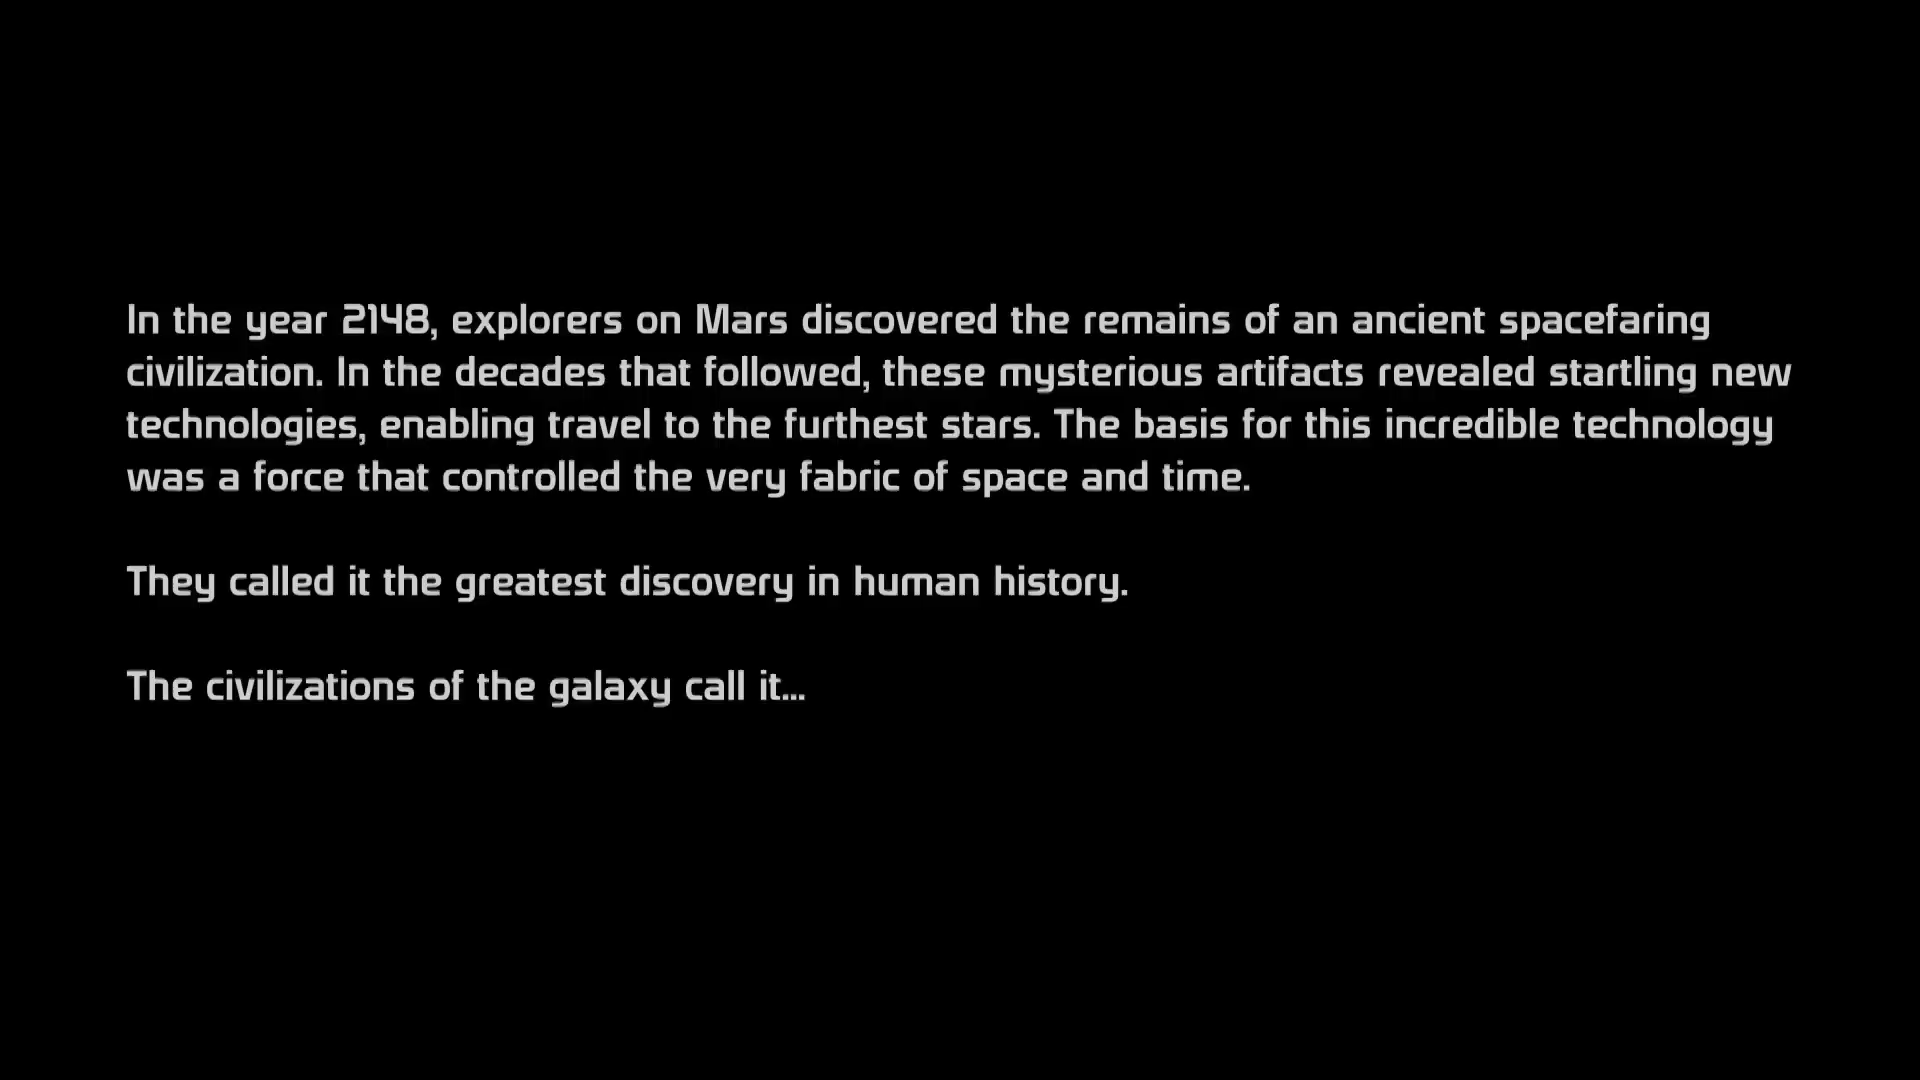 In the year 2148, explorers on Mars discovered the remains of an ancient spacefaring
civilization. In the decades that followed, these mysterious artifacts revealed startling new
technologies, enabling travel to the furthest stars. The basis for this incredible technology
was a force that controlled the very fabric of space and time.
They called it the greatest discovery in human history.
The civilizations of the galaxy call it...